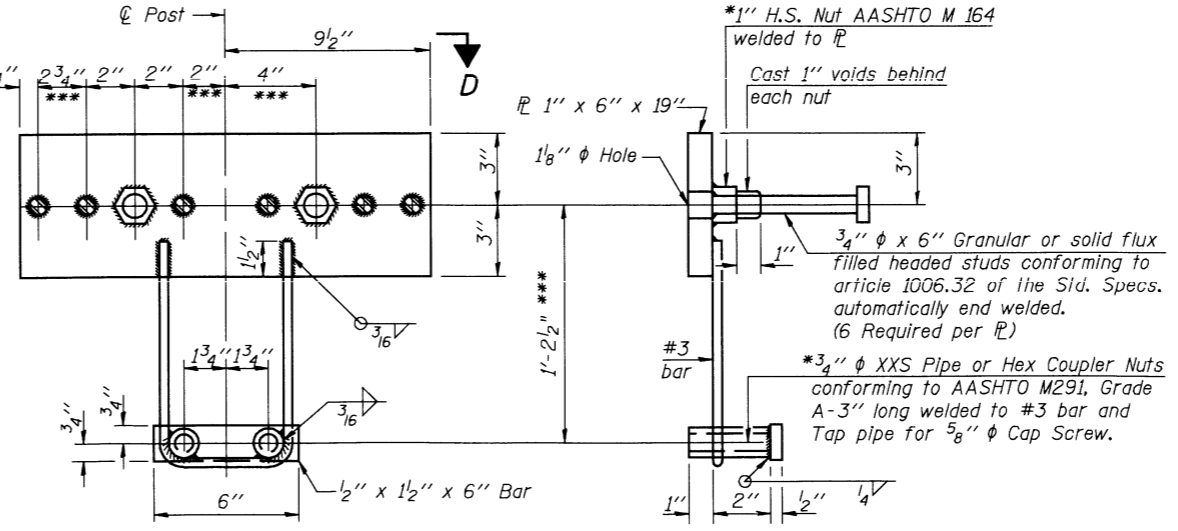 ℄ Post
9½"
D
2¾"
***
2"
2"
2"
***
4"
***
*1" H.S. Nut AASHTO M 164
welded to ℙL
Cast 1" voids behind
each nut
ℙL 1" x 6" x 19"
1⅛" ϕ Hole
3"
3"
3"
1½"
3/16
1'-2½" ***
1"
¾" ϕ x 6" Granular or solid flux
filled headed studs conforming to
article 1006.32 of the Std. Specs.
automatically end welded.
(6 Required per ℙL)
#3
bar
*¾" ϕ XXS Pipe or Hex Coupler Nuts
conforming to AASHTO M291, Grade
A-3" long welded to #3 bar and
Tap pipe for ⅝" ϕ Cap Screw.
1¾"
1¾"
¾"
¾"
3/16
½" x 1½" x 6" Bar
6"
1"
2"
½"
¼